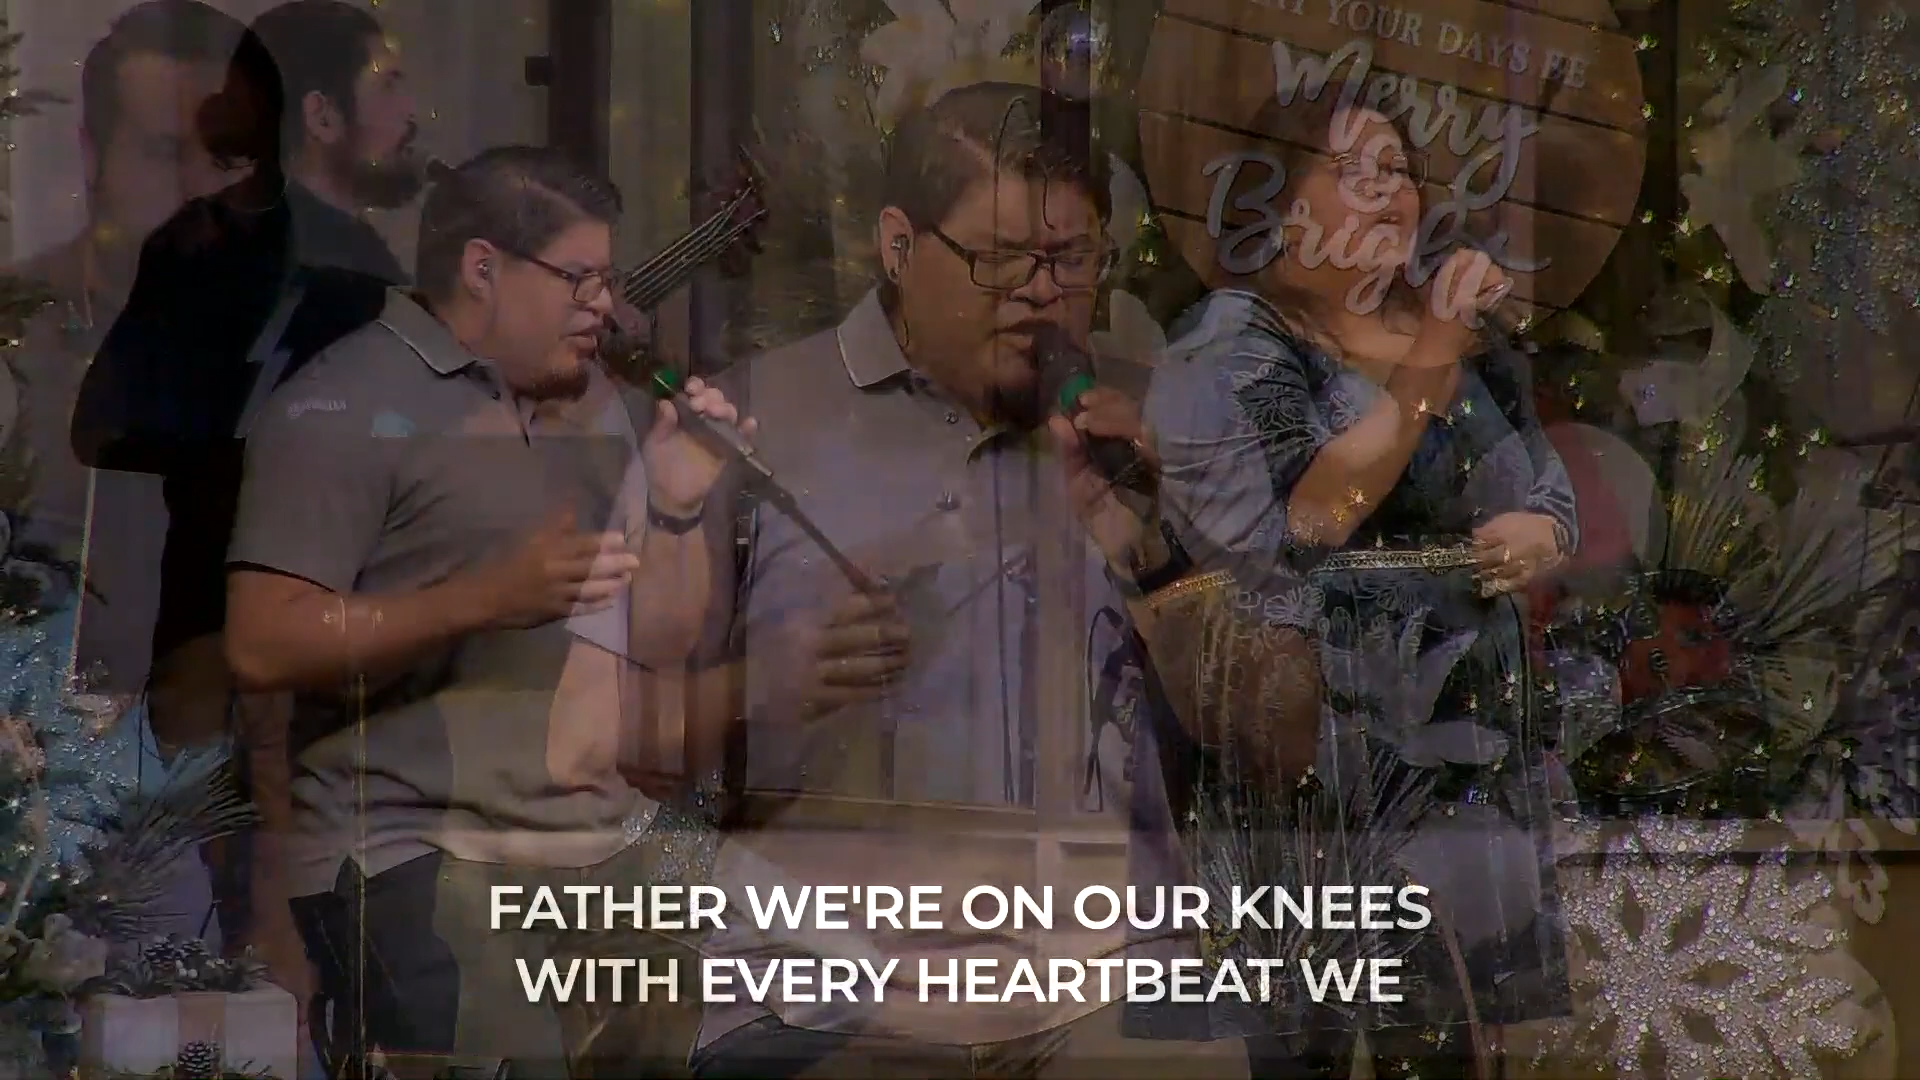 YOUR DAYS BE
Merry
&
Bright
FATHER WE'RE ON OUR KNEES
WITH EVERY HEARTBEAT WE